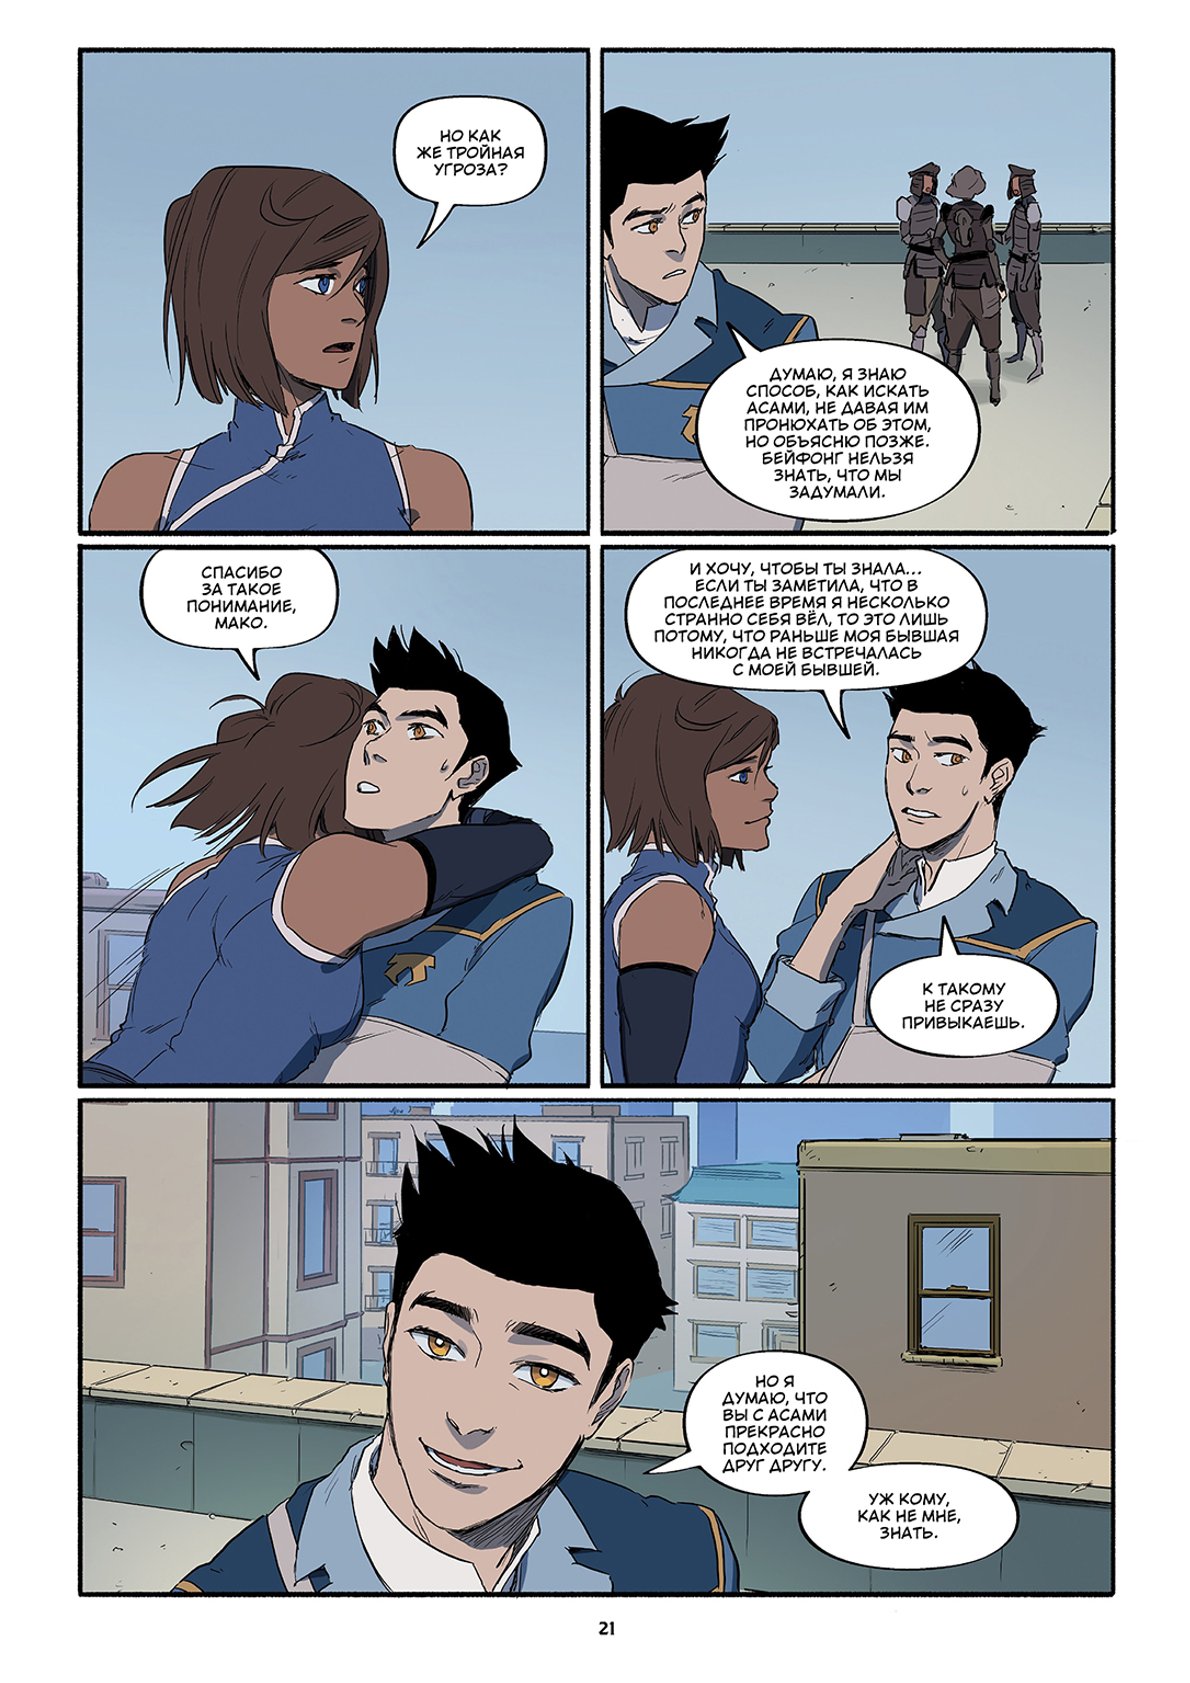 НО КАК
ЖЕ ТРОЙНАЯ
УГРОЗА?
ДУМАЮ, Я ЗНАЮ
СПОСОБ, КАК ИСКАТЬ
АСАМИ, НЕ ДАВАЯ ИМ
ПРОНЮХАТЬ ОБ ЭТОМ,
НО ОБЪЯСНЮ ПОЗЖЕ.
БЕЙФОНГ НЕЛЬЗЯ
ЗНАТЬ, ЧТО МЫ
ЗАДУМАЛИ.
СПАСИБО
ЗА ТАКОЕ
ПОНИМАНИЕ,
МАКО.
И ХОЧУ, ЧТОБЫ ТЫ ЗНАЛА...
ЕСЛИ ТЫ ЗАМЕТИЛА, ЧТО В
ПОСЛЕДНЕЕ ВРЕМЯ Я НЕСКОЛЬКО
СТРАННО СЕБЯ ВЁЛ, ТО ЭТО ЛИШЬ
ПОТОМУ, ЧТО РАНЬШЕ МОЯ БЫВШАЯ
НИКОГДА НЕ ВСТРЕЧАЛАСЬ
С МОЕЙ БЫВШЕЙ.
К ТАКОМУ
НЕ СРАЗУ
ПРИВЫКАЕШЬ.
НО Я
ДУМАЮ, ЧТО
ВЫ С АСАМИ
ПРЕКРАСНО
ПОДХОДИТЕ
ДРУГ ДРУГУ.
УЖ КОМУ,
КАК НЕ МНЕ,
ЗНАТЬ.
21